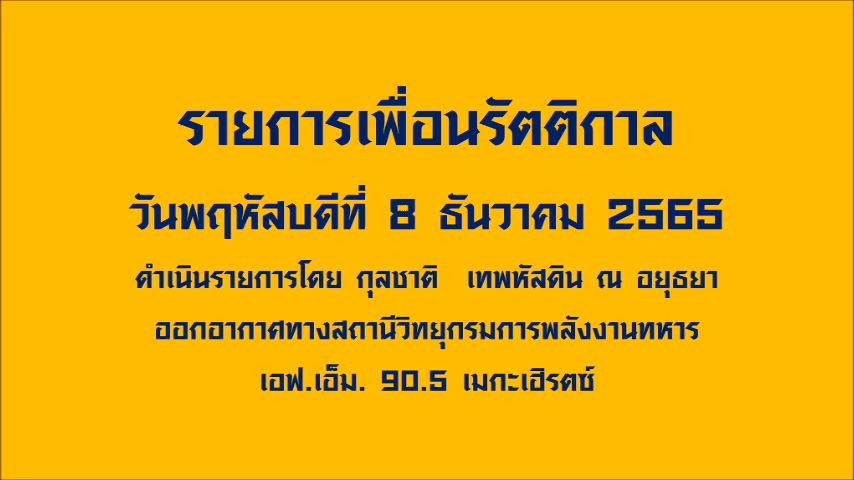 รายการเพื่อนรัตติกาล
วันพฤหัสบดีที่ 8 ธันวาคม 2565
ดำเนินรายการโดย กุลชาติ เทพหัสดิน ณ อยุธยา
ออกอากาศทางสถานีวิทยุกรมการพลังงานทหาร
เอฟ.เอ็ม. 90.5 เมกะเฮิรตซ์